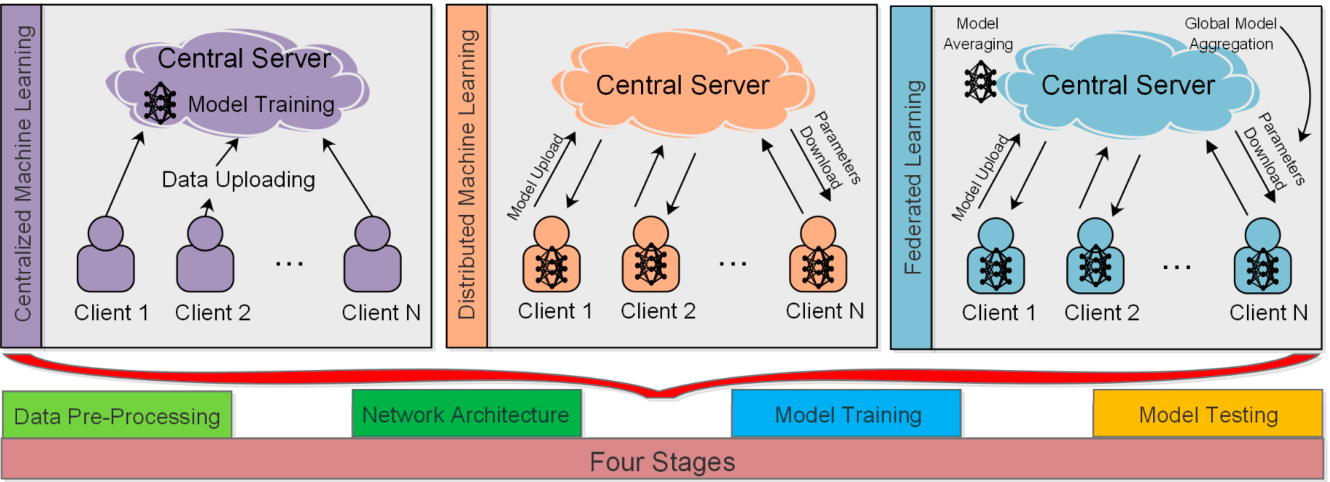 Centralized Machine Learning
Central Server
Model Training
Data Uploading
Client 1
Client 2
...
Client N
Distributed Machine Learning
Central Server
Model Upload
Parameters
Download
Client 1
Client 2
...
Client N
Federated Learning
Model
Averaging
Global Model
Aggregation
Central Server
Model Upload
Parameters
Download
Client 1
Client 2
...
Client N
Data Pre-Processing
Network Architecture
Model Training
Model Testing
Four Stages